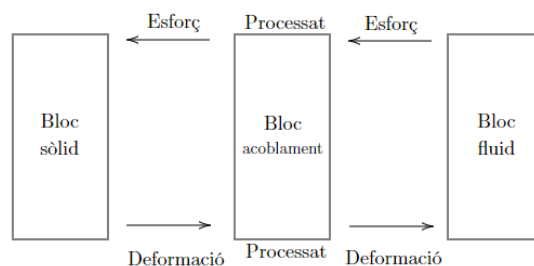 Esforç
Processat
Esforç
Bloc
sòlid
Bloc
acoblament
Bloc
fluid
Deformació
Processat
Deformació